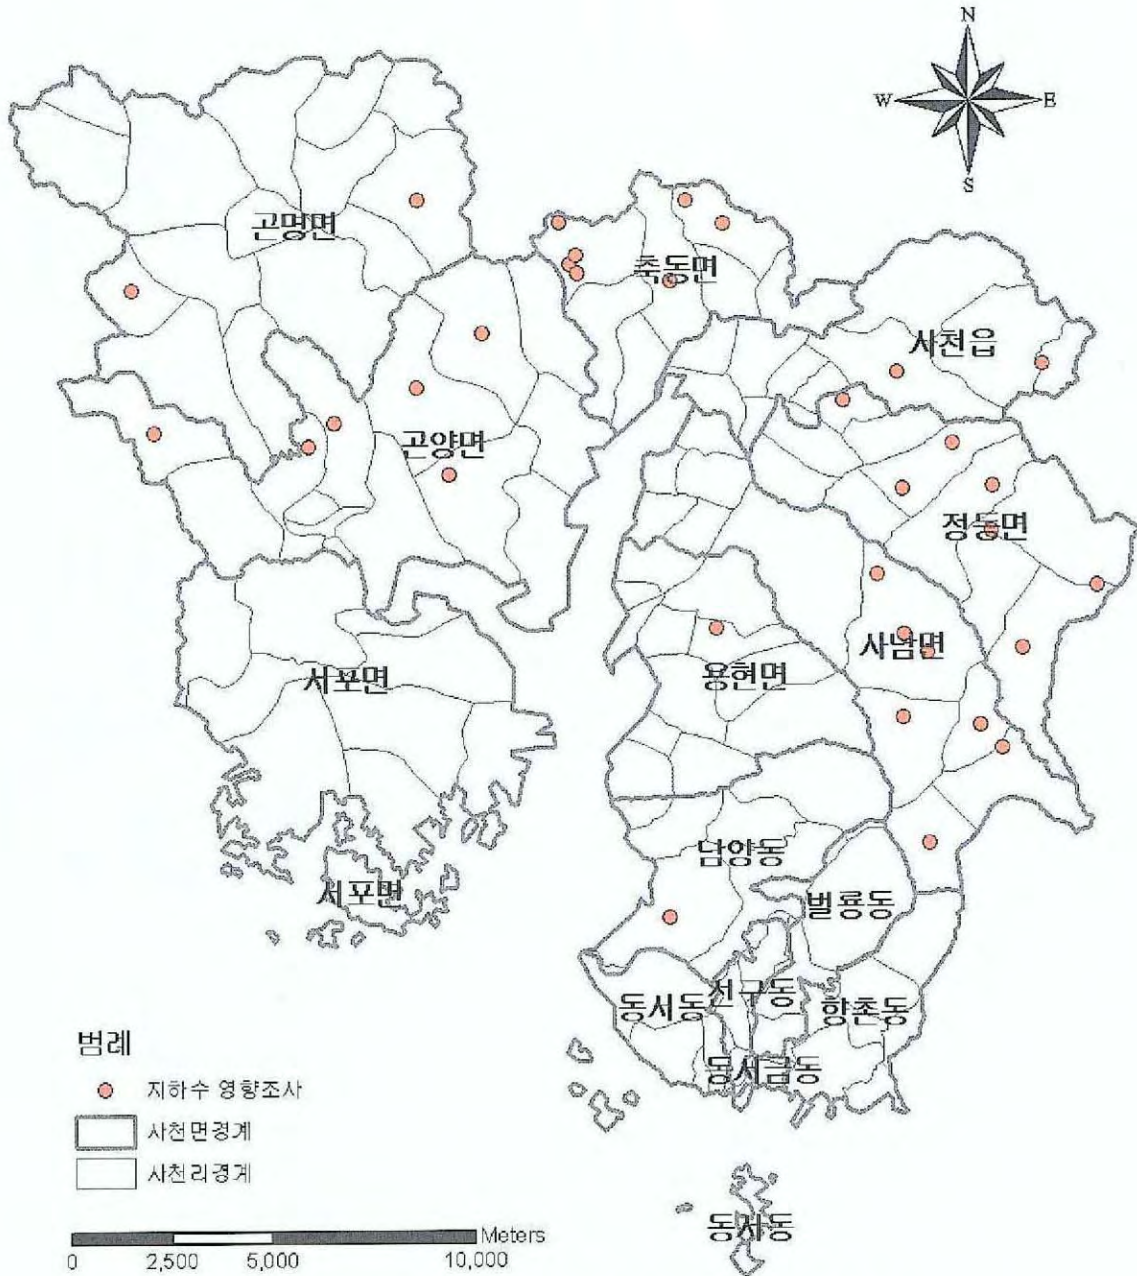 N
W
E
S
곤명면
축동면
사천읍
곤양면
정동면
사남면
용현면
서포면
남양동
서포면
벌룡동
선구동
동서동
향촌동
동서금동
동서동
범례
지하수 영향조사
사천면경계
사천리경계
Meters
0 2,500 5,000 10,000